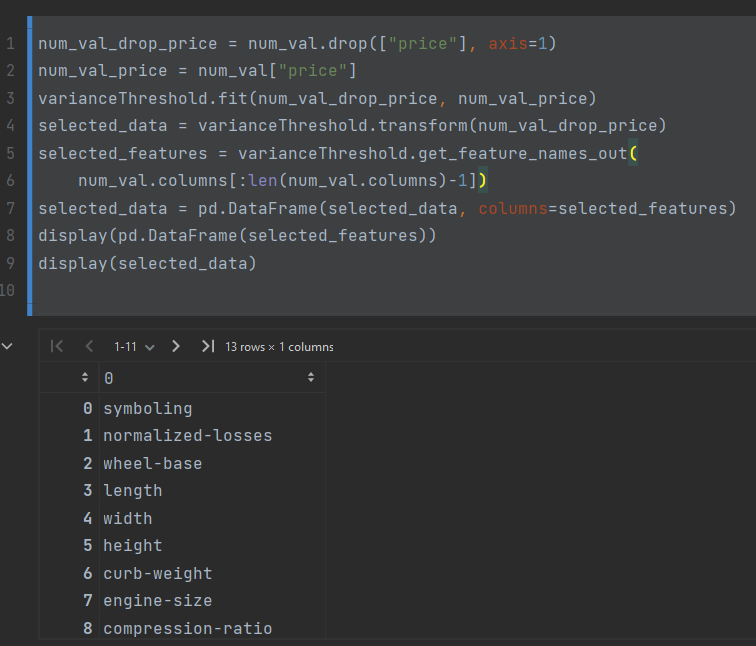 1 num_val_drop_price = num_val.drop(["price"], axis=1)
2 num_val_price = num_val["price"]
3 varianceThreshold.fit(num_val_drop_price, num_val_price)
4 selected_data = varianceThreshold.transform(num_val_drop_price)
5 selected_features = varianceThreshold.get_feature_names_out(
6 num_val.columns[:len(num_val.columns)-1])
7 selected_data = pd.DataFrame(selected_data, columns=selected_features)
8 display(pd.DataFrame(selected_features))
9 display(selected_data)
10
1-11 13 rows × 1 columns
0
0 symboling
1 normalized-losses
2 wheel-base
3 length
4 width
5 height
6 curb-weight
7 engine-size
8 compression-ratio